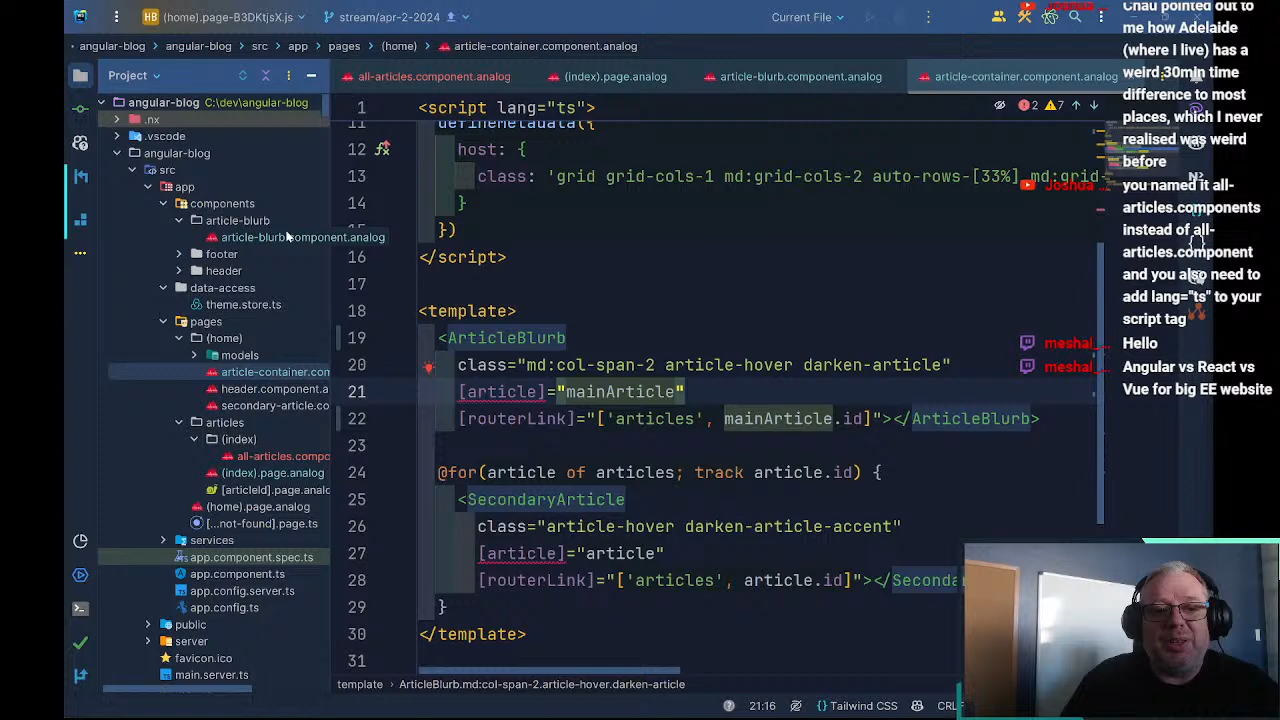 HB (home).page-B3DKtjsX.js
stream/apr-2-2024
Current File
angular-blog › angular-blog › src › app › pages › (home) › article-container.component.analog
Project
all-articles.component.analog
(index).page.analog
article-blurb.component.analog
article-container.component.analog
angular-blog C:\dev\angular-blog
.nx
.vscode
angular-blog
src
app
components
article-blurb
article-blurb.component.analog
footer
header
data-access
theme.store.ts
pages
(home)
models
article-container.com
header.component.ana
secondary-article.co
articles
(index)
all-articles.compo
(index).page.analog
[articleId].page.analo
(home).page.analog
[...not-found].page.ts
services
app.component.spec.ts
app.component.ts
app.config.server.ts
app.config.ts
public
server
favicon.ico
main.server.ts
1 <script lang="ts">
2 7
11 defineMetadata({
12 host: {
13 class: 'grid grid-cols-1 md:grid-cols-2 auto-rows-[33%] md:grid-
14 }
15 })
16 </script>
17
18 <template>
19 <ArticleBlurb
20 class="md:col-span-2 article-hover darken-article"
21 [article]="mainArticle"
22 [routerLink]="['articles', mainArticle.id]"></ArticleBlurb>
23
24 @for(article of articles; track article.id) {
25 <SecondaryArticle
26 class="article-hover darken-article-accent"
27 [article]="article"
28 [routerLink]="['articles', article.id]"></Second
29 }
30 </template>
31
template › ArticleBlurb.md:col-span-2.article-hover.darken-article
21:16
Tailwind CSS
CRL
Joshua
Chau pointed out to
me how Adelaide
(where I live) has a
weird 30min time
difference to most
places, which I never
realised was weird
before
Joshua ...
you named it all-
articles.components
instead of all-
articles.component
and you also need to
add lang="ts" to your
script tag
meshal_...
Hello
meshal_...
Angular vs React vs
Vue for big EE website